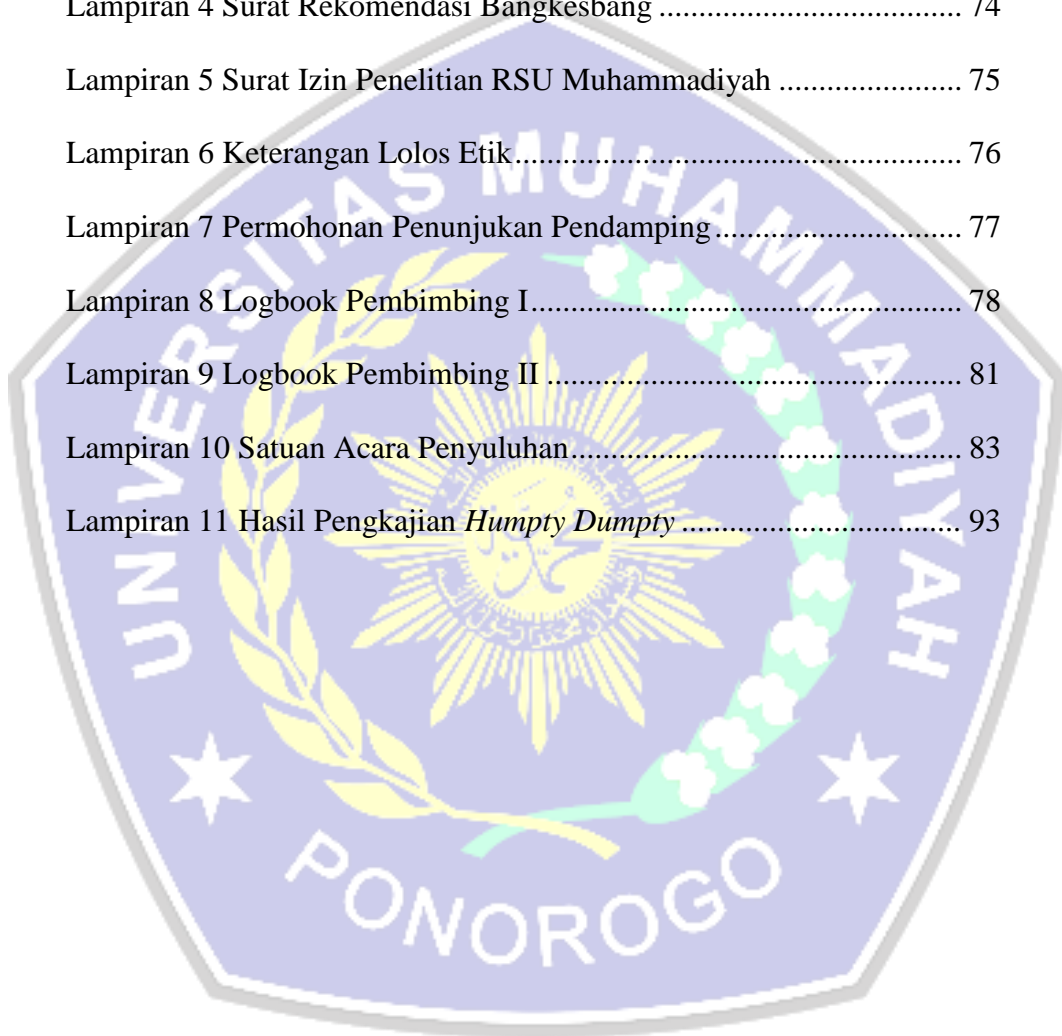 Lampiran 4 Surat Rekomendasi Bangkesbang ................................... 74
Lampiran 5 Surat Izin Penelitian RSU Muhammadiyah ....................... 75
Lampiran 6 Keterangan Lolos Etik........................................................ 76
Lampiran 7 Permohonan Penunjukan Pendamping............................... 77
Lampiran 8 Logbook Pembimbing I...................................................... 78
Lampiran 9 Logbook Pembimbing II .................................................... 81
Lampiran 10 Satuan Acara Penyuluhan................................................. 83
Lampiran 11 Hasil Pengkajian Humpty Dumpty ................................... 93
UNIVERSITAS MUHAMMADIYAH
PONOROGO